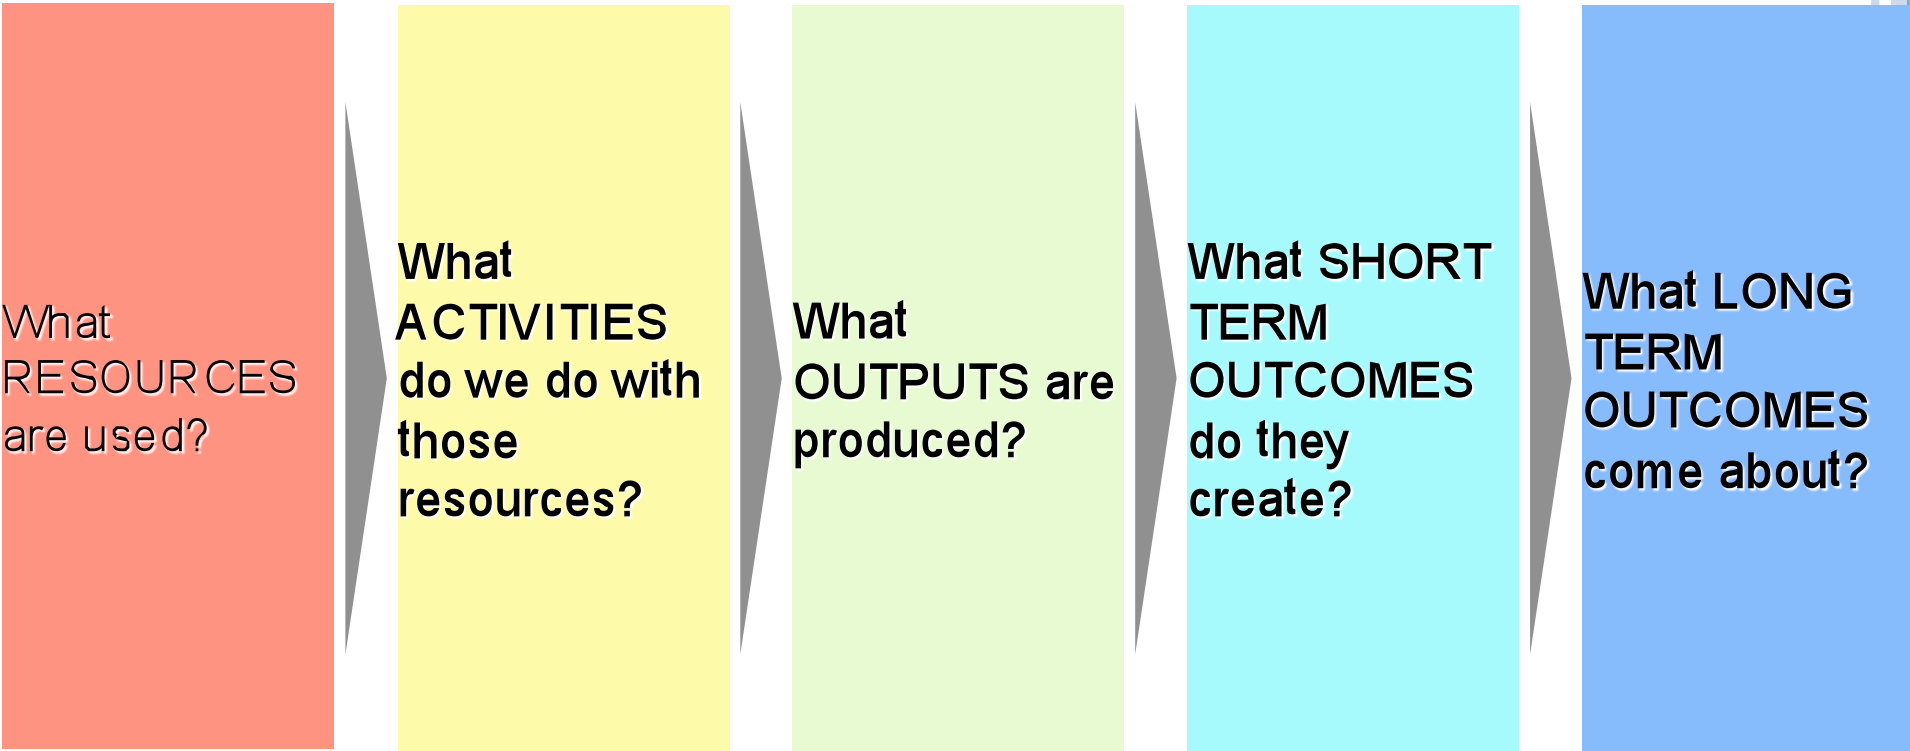 What
RESOURCES
are used?
What
ACTIVITIES
do we do with
those
resources?
What
OUTPUTS are
produced?
What SHORT
TERM
OUTCOMES
do they
create?
What LONG
TERM
OUTCOMES
come about?